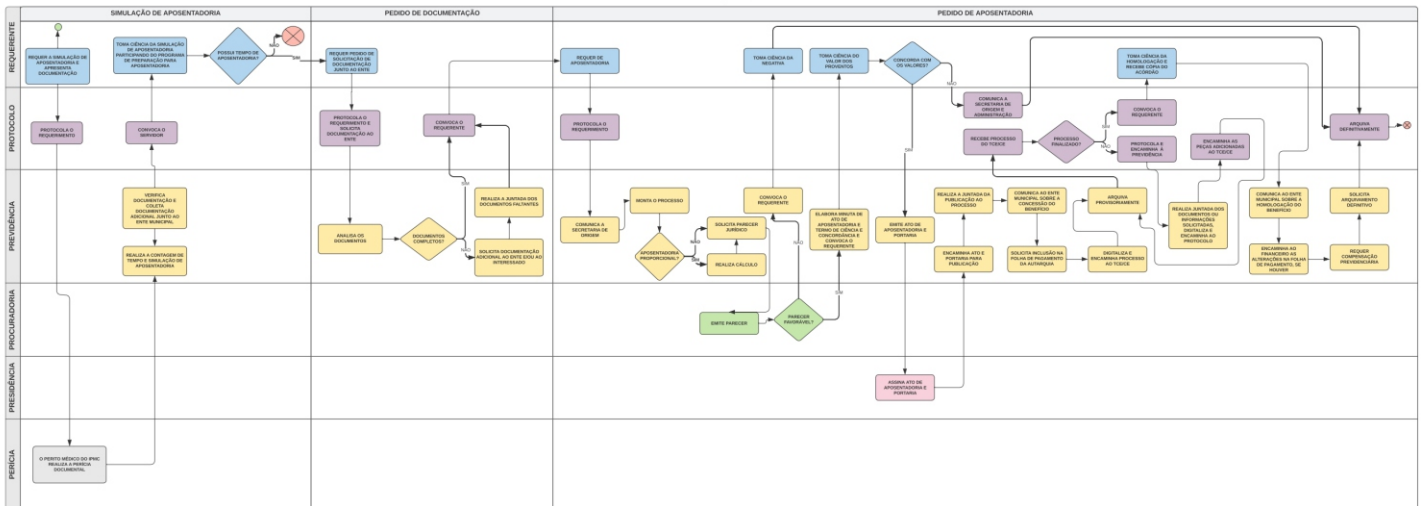 SIMULAÇÃO DE APOSENTADORIA
PEDIDO DE DOCUMENTAÇÃO
PEDIDO DE APOSENTADORIA
REQUERENTE
REQUER A SIMULAÇÃO DE
APOSENTADORIA E
APRESENTA
DOCUMENTAÇÃO
TOMA CIÊNCIA DA SIMULAÇÃO
DE APOSENTADORIA
PARTICIPANDO DO PROGRAMA
DE PREPARAÇÃO PARA
APOSENTADORIA
POSSUI TEMPO DE
APOSENTADORIA?
NÃO
SIM
REQUER PEDIDO DE
SOLICITAÇÃO DE
DOCUMENTAÇÃO
JUNTO AO ENTE
REQUER DE
APOSENTADORIA
TOMA CIÊNCIA DA
NEGATIVA
TOMA CIÊNCIA DO
VALOR DOS
PROVENTOS
CONCORDA COM
OS VALORES?
NÃO
SIM
TOMA CIÊNCIA DA
HOMOLOGAÇÃO E
RECEBE CÓPIA DO
ACÓRDÃO
PROTOCOLO
PROTOCOLA O
REQUERIMENTO
CONVOCA O
SERVIDOR
PROTOCOLA O
REQUERIMENTO E
SOLICITA
DOCUMENTAÇÃO AO
ENTE
CONVOCA O
REQUERENTE
PROTOCOLA O
REQUERIMENTO
COMUNICA A
SECRETARIA DE
ORIGEM E
ADMINISTRAÇÃO
RECEBE PROCESSO
DO TCE/CE
PROCESSO
FINALIZADO?
SIM
NÃO
CONVOCA O
REQUERENTE
PROTOCOLA E
ENCAMINHA À
PREVIDÊNCIA
ENCAMINHA AS
PEÇAS ADICIONADAS
AO TCE/CE
ARQUIVA
DEFINITIVAMENTE
PREVIDÊNCIA
VERIFICA
DOCUMENTAÇÃO E
COLETA
DOCUMENTAÇÃO
ADICIONAL JUNTO AO
ENTE MUNICIPAL
REALIZA A CONTAGEM DE
TEMPO E SIMULAÇÃO DE
APOSENTADORIA
ANALISA OS
DOCUMENTOS
DOCUMENTOS
COMPLETOS?
SIM
NÃO
REALIZA A JUNTADA DOS
DOCUMENTOS FALTANTES
SOLICITA DOCUMENTAÇÃO
ADICIONAL AO ENTE E/OU AO
INTERESSADO
COMUNICA A
SECRETARIA DE
ORIGEM
MONTA O PROCESSO
APOSENTADORIA
PROPORCIONAL?
NÃO
SIM
SOLICITA PARECER
JURÍDICO
REALIZA CÁLCULO
CONVOCA O
REQUERENTE
NÃO
ELABORA MINUTA DE
ATO DE
APOSENTADORIA E
TERMO DE CIÊNCIA E
CONCORDÂNCIA E
CONVOCA O
REQUERENTE
EMITE ATO DE
APOSENTADORIA E
PORTARIA
REALIZA A JUNTADA DA
PUBLICAÇÃO AO
PROCESSO
ENCAMINHA ATO E
PORTARIA PARA
PUBLICAÇÃO
COMUNICA AO ENTE
MUNICIPAL SOBRE A
CONCESSÃO DO
BENEFÍCIO
SOLICITA INCLUSÃO NA
FOLHA DE PAGAMENTO
DA AUTARQUIA
ARQUIVA
PROVISORIAMENTE
DIGITALIZA E
ENCAMINHA PROCESSO
AO TCE/CE
REALIZA JUNTADA DOS
DOCUMENTOS OU
INFORMAÇÕES
SOLICITADAS,
DIGITALIZA E
ENCAMINHA AO
PROTOCOLO
COMUNICA AO ENTE
MUNICIPAL SOBRE A
HOMOLOGAÇÃO DO
BENEFÍCIO
ENCAMINHA AO
FINANCEIRO AS
ALTERAÇÕES NA FOLHA
DE PAGAMENTO, SE
HOUVER
SOLICITA
ARQUIVAMENTO
DEFINITIVO
REQUER
COMPENSAÇÃO
PREVIDENCIÁRIA
PROCURADORIA
EMITE PARECER
PARECER
FAVORÁVEL?
SIM
PRESIDÊNCIA
ASSINA ATO DE
APOSENTADORIA E
PORTARIA
PERÍCIA
O PERITO MÉDICO DO IPMC
REALIZA A PERÍCIA
DOCUMENTAL